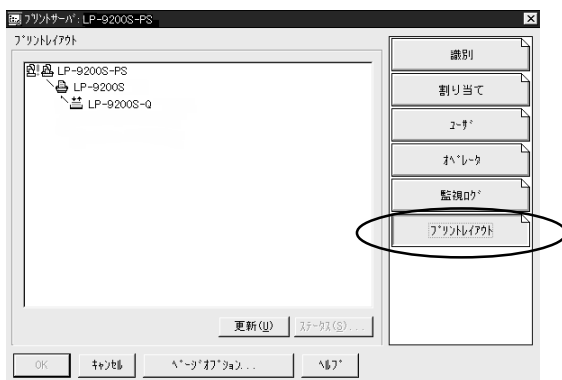 ﾌﾟﾘﾝﾄｻｰﾊﾞ: LP-9200S-PS
ﾌﾟﾘﾝﾄﾚｲｱｳﾄ
LP-9200S-PS
LP-9200S
LP-9200S-Q
更新(U)
ｽﾃｰﾀｽ(S)...
識別
割り当て
ﾕｰｻﾞ
ｵﾍﾟﾚｰﾀ
監視ﾛｸﾞ
ﾌﾟﾘﾝﾄﾚｲｱｳﾄ
OK
ｷｬﾝｾﾙ
ﾍﾟｰｼﾞｵﾌﾟｼｮﾝ...
ﾍﾙﾌﾟ